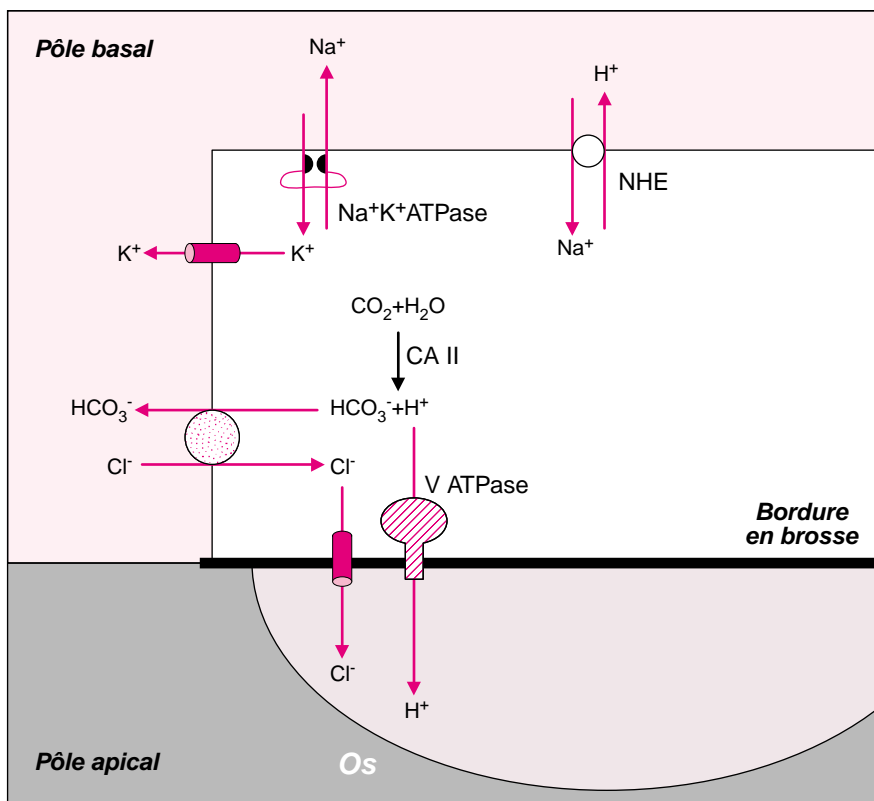 Pôle basal
Na⁺
H⁺
NHE
Na⁺K⁺ATPase
Na⁺
K⁺
K⁺
CO₂+H₂O
CA II
HCO₃⁻
HCO₃⁻+H⁺
Cl⁻
Cl⁻
V ATPase
Bordure
en brosse
Cl⁻
H⁺
Pôle apical
Os